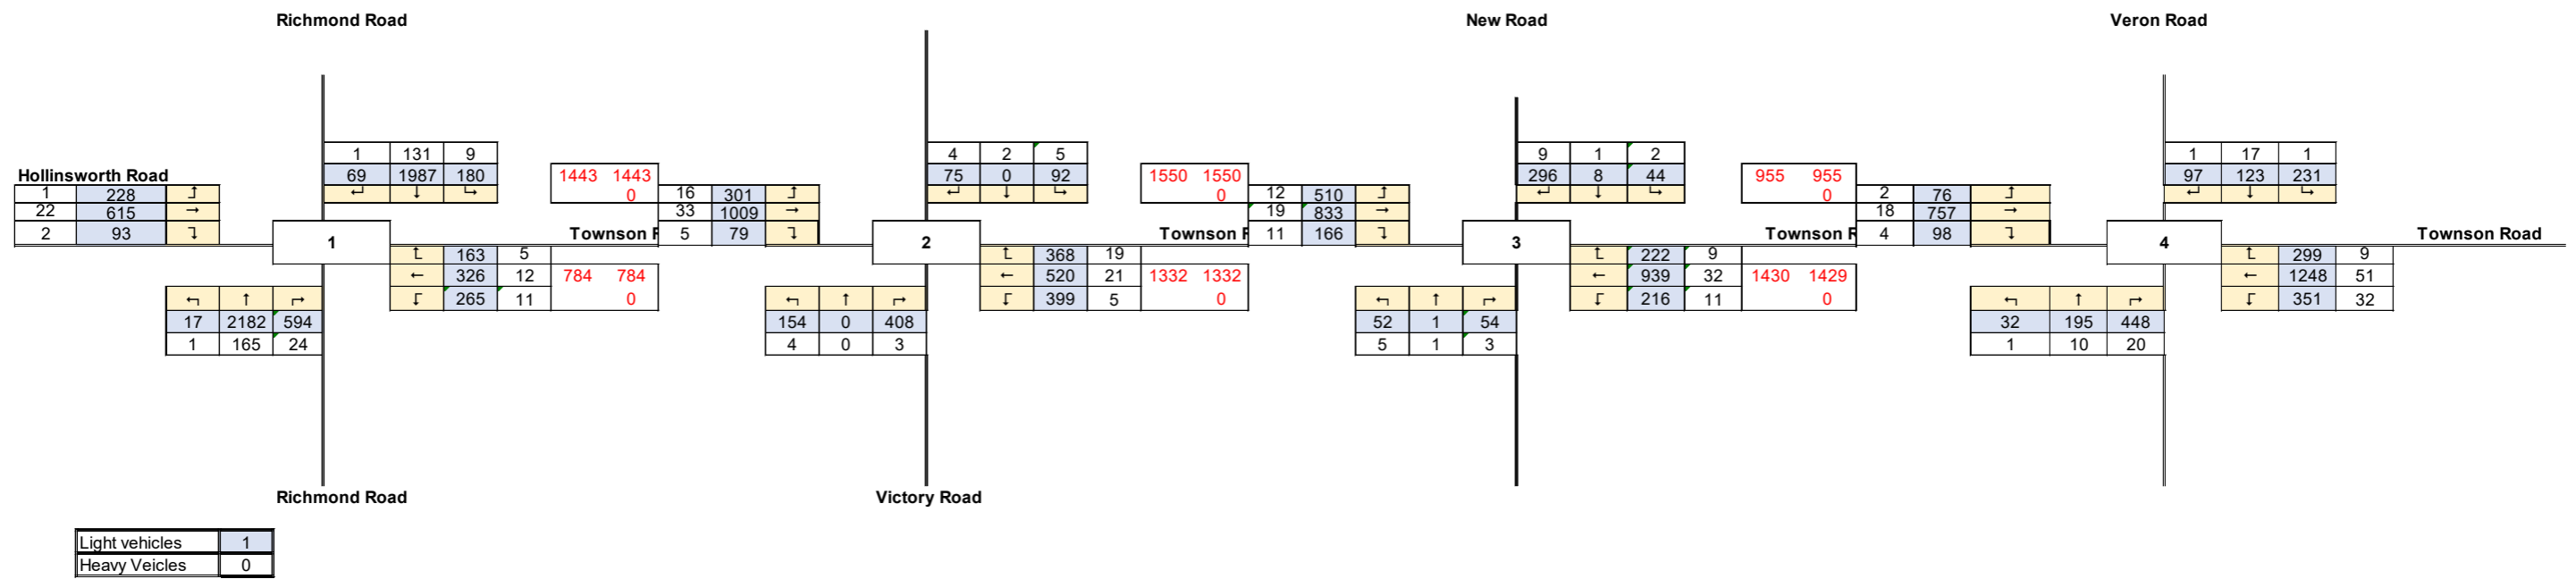 Richmond Road New Road Veron Road
1 131 9 4 2 5 9 1 2 1 17 1
Hollinsworth Road 69 1987 180 1443 1443 75 0 92 1550 1550 296 8 44 955 955 97 123 231
1 228 ↲ ↓ ↳ 0 16 301 ↲ ↓ ↳ 0 12 510 ↲ ↓ ↳ 0 2 76 ↲ ↓ ↳
22 615 → 33 1009 → 19 833 → 18 757 →
2 93 1 Townson R 5 79 2 Townson R 11 166 3 Townson R 4 98 4 Townson Road
163 5 368 19 222 9 299 9
← 326 12 784 784 ← 520 21 1332 1332 ← 939 32 1430 1429 ← 1248 51
↰ ↑ ↱ 265 11 0 ↰ ↑ ↱ 399 5 0 ↰ ↑ ↱ 216 11 0 ↰ ↑ ↱ 351 32
17 2182 594 154 0 408 52 1 54 32 195 448
1 165 24 4 0 3 5 1 3 1 10 20
Richmond Road Victory Road
Light vehicles 1
Heavy Veicles 0